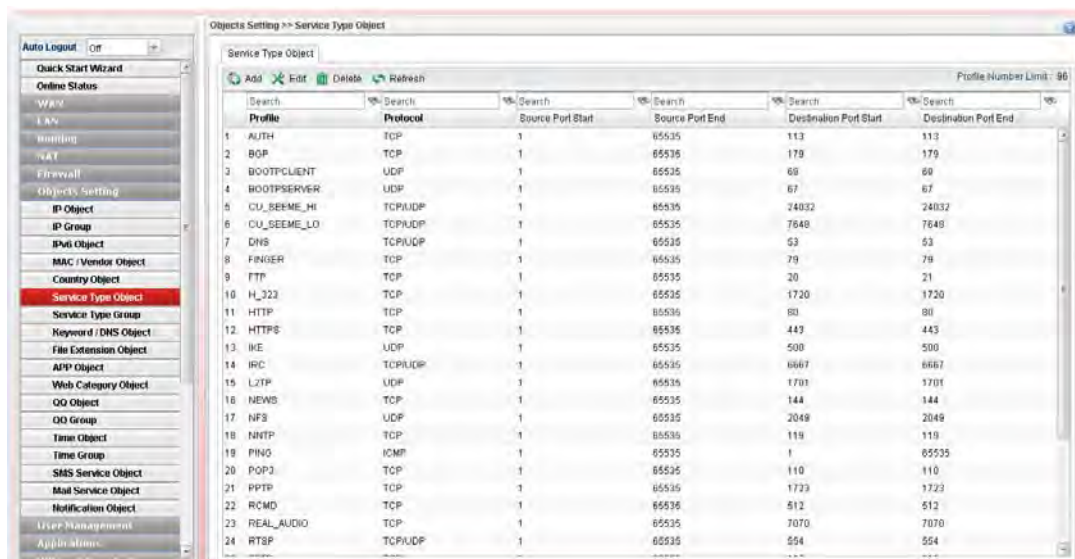 Objects Setting >> Service Type Object
Auto Logout : Off
Quick Start Wizard
Online Status
WAN
LAN
Routing
NAT
Firewall
Objects Setting
IP Object
IP Group
IPv6 Object
MAC / Vendor Object
Country Object
Service Type Object
Service Type Group
Keyword / DNS Object
File Extension Object
APP Object
Web Category Object
QQ Object
QQ Group
Time Object
Time Group
SMS Service Object
Mail Service Object
Notification Object
User Management
Applications
Service Type Object
Add Edit Delete Refresh Profile Number Limit : 96
Search Search Search Search Search Search
Profile Protocol Source Port Start Source Port End Destination Port Start Destination Port End
1 AUTH TCP 1 65535 113 113
2 BGP TCP 1 65535 179 179
3 BOOTPCLIENT UDP 1 65535 68 68
4 BOOTPSERVER UDP 1 65535 67 67
5 CU_SEEME_HI TCP/UDP 1 65535 24032 24032
6 CU_SEEME_LO TCP/UDP 1 65535 7648 7648
7 DNS TCP/UDP 1 65535 53 53
8 FINGER TCP 1 65535 79 79
9 FTP TCP 1 65535 20 21
10 H_323 TCP 1 65535 1720 1720
11 HTTP TCP 1 65535 80 80
12 HTTPS TCP 1 65535 443 443
13 IKE UDP 1 65535 500 500
14 IRC TCP/UDP 1 65535 6667 6667
15 L2TP UDP 1 65535 1701 1701
16 NEWS TCP 1 65535 144 144
17 NFS UDP 1 65535 2049 2049
18 NNTP TCP 1 65535 119 119
19 PING ICMP 1 65535 1 65535
20 POP3 TCP 1 65535 110 110
21 PPTP TCP 1 65535 1723 1723
22 RCMD TCP 1 65535 512 512
23 REAL_AUDIO TCP 1 65535 7070 7070
24 RTSP TCP/UDP 1 65535 554 554